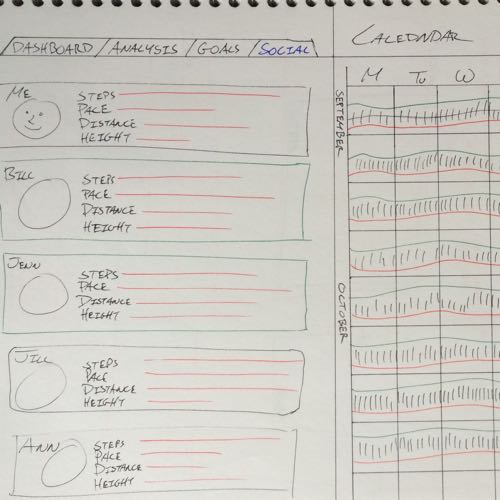 DASHBOARD / ANALYSIS / GOALS / SOCIAL
ME
STEPS
PACE
DISTANCE
HEIGHT
BILL
STEPS
PACE
DISTANCE
HEIGHT
JENN
STEPS
PACE
DISTANCE
HEIGHT
JILL
STEPS
PACE
DISTANCE
HEIGHT
ANN
STEPS
PACE
DISTANCE
HEIGHT
CALEDNDAR
M TU W
SEPTEMBER
OCTOBER